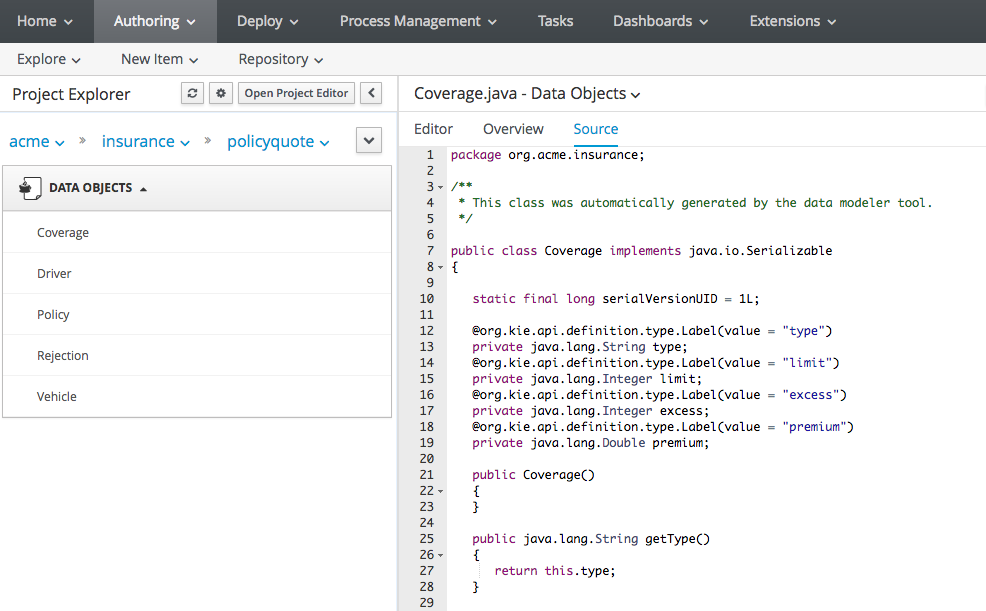 Home Authoring Deploy Process Management Tasks Dashboards Extensions
Explore New Item Repository
Project Explorer Open Project Editor
acme » insurance » policyquote
DATA OBJECTS
Coverage
Driver
Policy
Rejection
Vehicle
Coverage.java - Data Objects
Editor Overview Source
1 package org.acme.insurance;
2
3 /**
4  * This class was automatically generated by the data modeler tool.
5  */
6
7 public class Coverage implements java.io.Serializable
8 {
9
10    static final long serialVersionUID = 1L;
11
12    @org.kie.api.definition.type.Label(value = "type")
13    private java.lang.String type;
14    @org.kie.api.definition.type.Label(value = "limit")
15    private java.lang.Integer limit;
16    @org.kie.api.definition.type.Label(value = "excess")
17    private java.lang.Integer excess;
18    @org.kie.api.definition.type.Label(value = "premium")
19    private java.lang.Double premium;
20
21    public Coverage()
22    {
23    }
24
25    public java.lang.String getType()
26    {
27       return this.type;
28    }
29